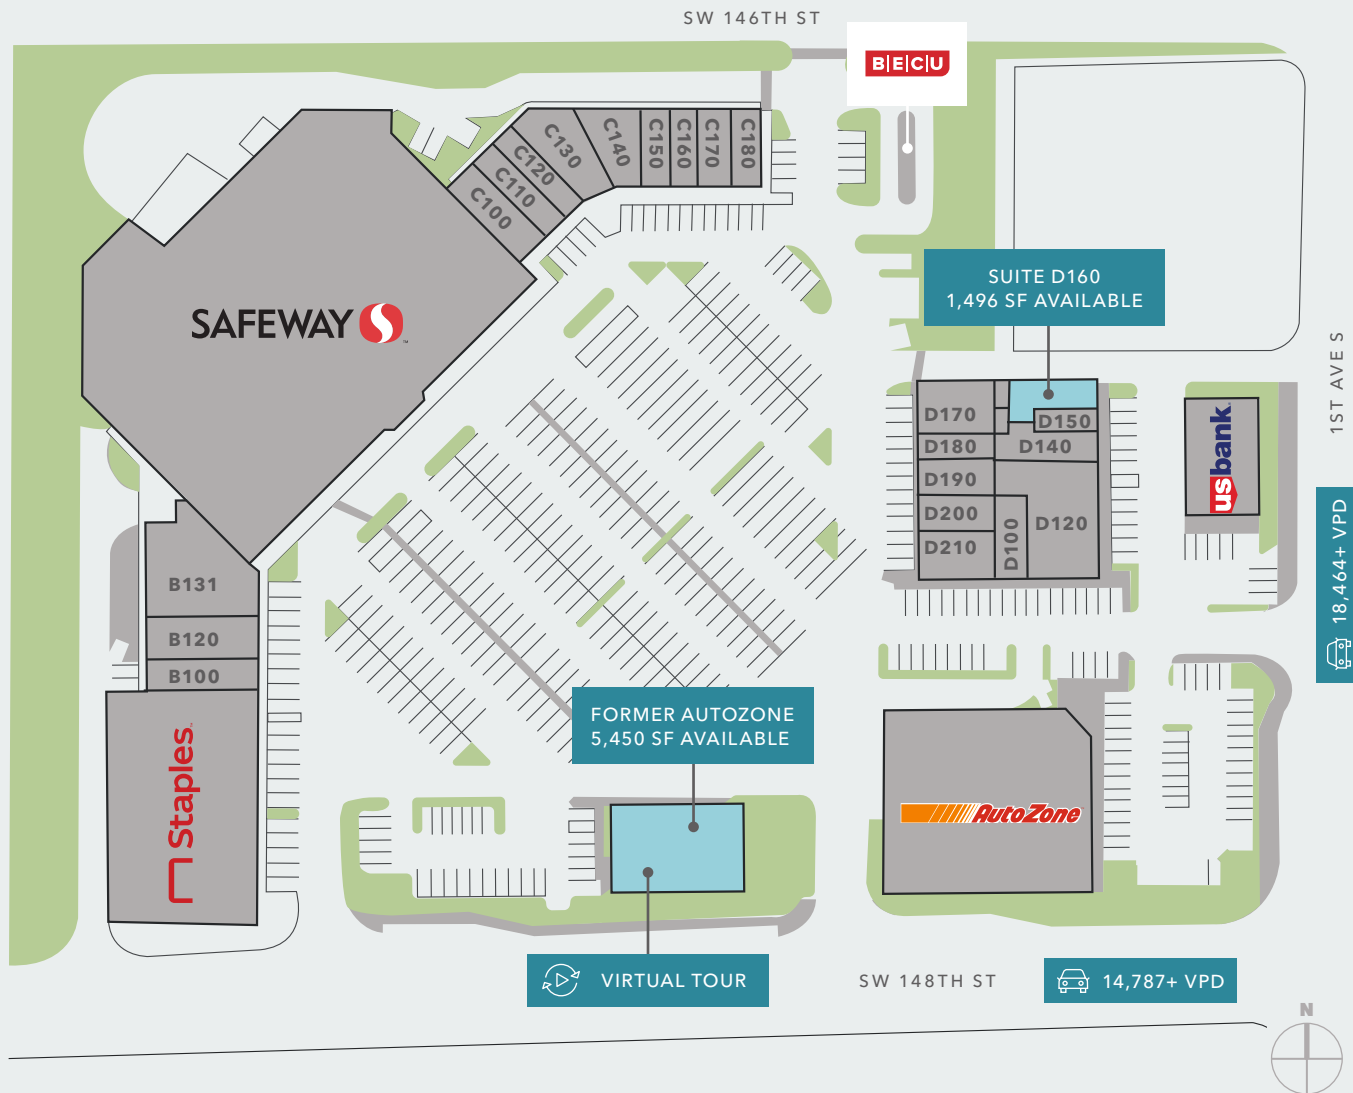 SW 146TH ST
B|E|C|U
C100
C110
C120
C130
C140
C150
C160
C170
C180
SUITE D160
1,496 SF AVAILABLE
SAFEWAY
1ST AVE S
D170
D150
D180
D140
D190
D200
D210
D100
D120
usbank
18,464+ VPD
B131
B120
B100
Staples
FORMER AUTOZONE
5,450 SF AVAILABLE
AutoZone
VIRTUAL TOUR
SW 148TH ST
14,787+ VPD
N